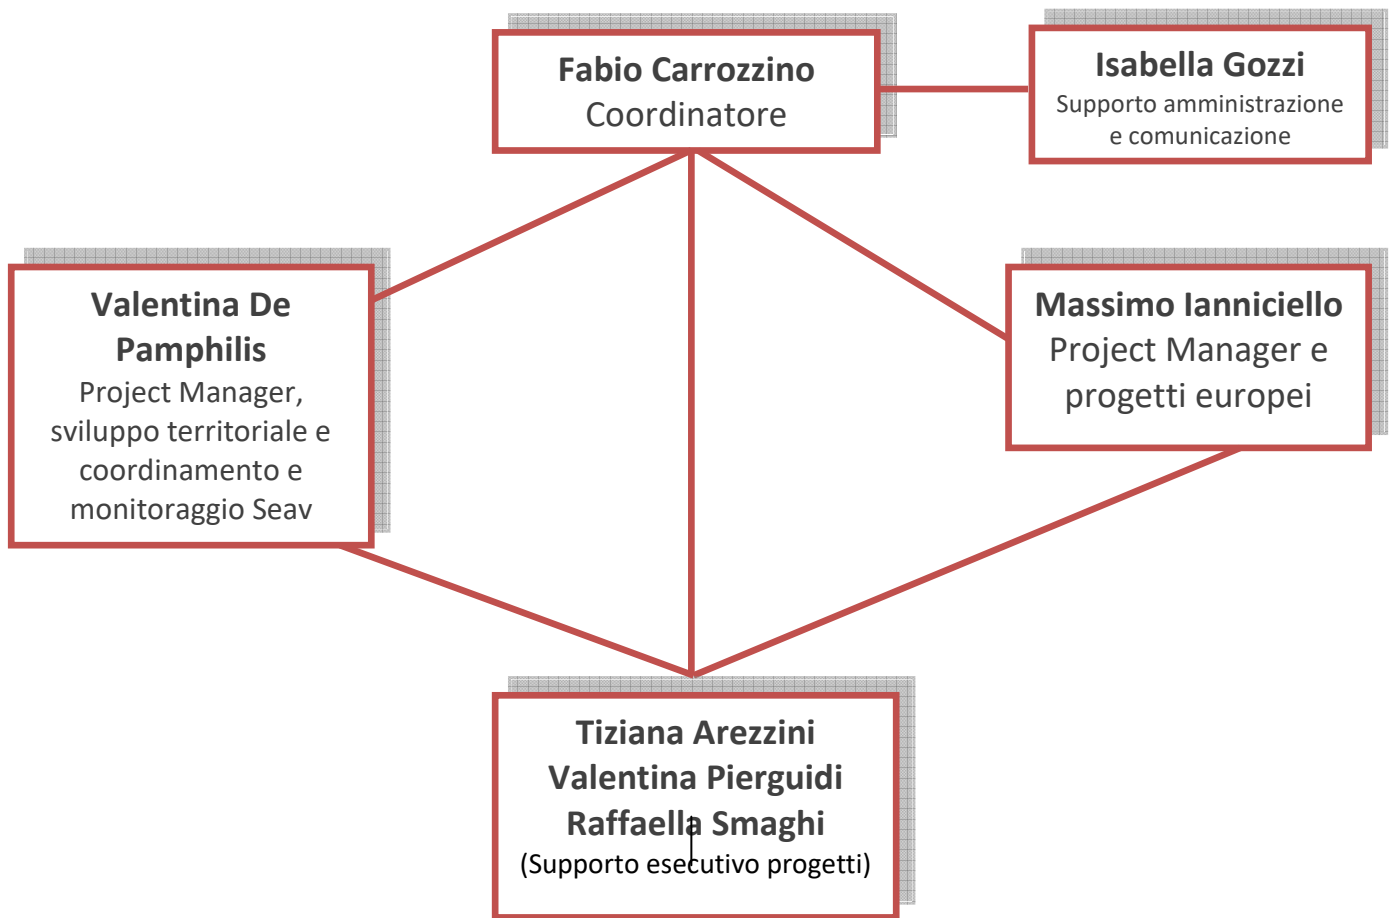 Fabio Carrozzino
Coordinatore
Isabella Gozzi
Supporto amministrazione
e comunicazione
Valentina De
Pamphilis
Project Manager,
sviluppo territoriale e
coordinamento e
monitoraggio Seav
Massimo Ianniciello
Project Manager e
progetti europei
Tiziana Arezzini
Valentina Pierguidi
Raffaella Smaghi
(Supporto esecutivo progetti)